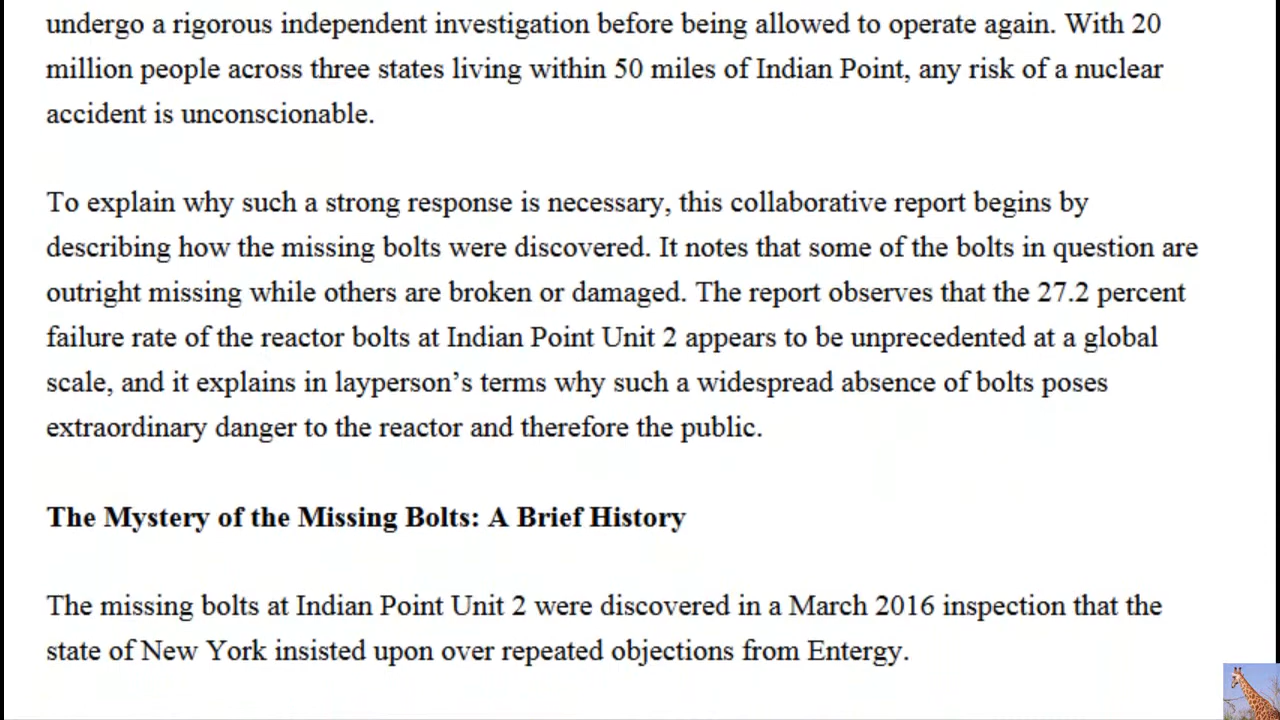 undergo a rigorous independent investigation before being allowed to operate again. With 20
million people across three states living within 50 miles of Indian Point, any risk of a nuclear
accident is unconscionable.
To explain why such a strong response is necessary, this collaborative report begins by
describing how the missing bolts were discovered. It notes that some of the bolts in question are
outright missing while others are broken or damaged. The report observes that the 27.2 percent
failure rate of the reactor bolts at Indian Point Unit 2 appears to be unprecedented at a global
scale, and it explains in layperson’s terms why such a widespread absence of bolts poses
extraordinary danger to the reactor and therefore the public.
The Mystery of the Missing Bolts: A Brief History
The missing bolts at Indian Point Unit 2 were discovered in a March 2016 inspection that the
state of New York insisted upon over repeated objections from Entergy.